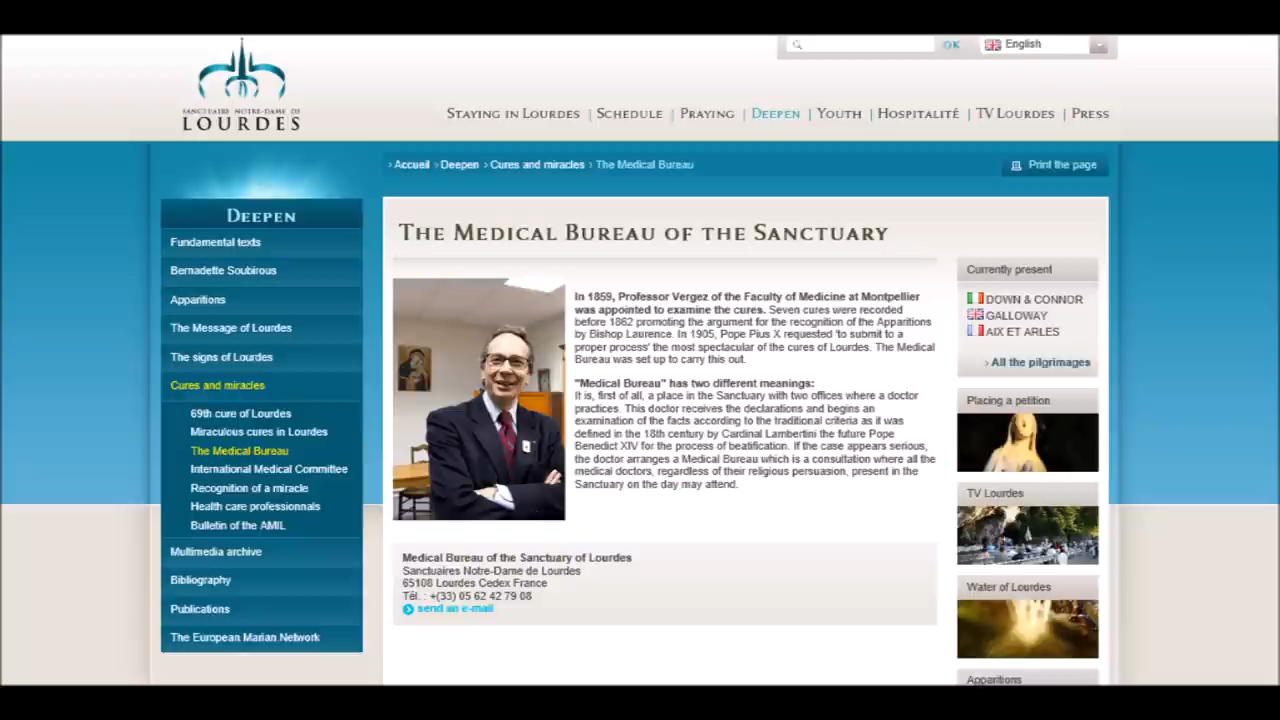 SANCTUAIRE NOTRE-DAME DE
LOURDES
OK
English
STAYING IN LOURDES | SCHEDULE | PRAYING | DEEPEN | YOUTH | HOSPITALITÉ | TV LOURDES | PRESS
› Accueil › Deepen › Cures and miracles › The Medical Bureau
Print the page
DEEPEN
Fundamental texts
Bernadette Soubirous
Apparitions
The Message of Lourdes
The signs of Lourdes
Cures and miracles
69th cure of Lourdes
Miraculous cures in Lourdes
The Medical Bureau
International Medical Committee
Recognition of a miracle
Health care professionals
Bulletin of the AMIL
Multimedia archive
Bibliography
Publications
The European Marian Network
THE MEDICAL BUREAU OF THE SANCTUARY
In 1859, Professor Vergez of the Faculty of Medicine at Montpellier
was appointed to examine the cures. Seven cures were recorded
before 1862 promoting the argument for the recognition of the Apparitions
by Bishop Laurence. In 1905, Pope Pius X requested 'to submit to a
proper process' the most spectacular of the cures of Lourdes. The Medical
Bureau was set up to carry this out.
"Medical Bureau" has two different meanings:
It is, first of all, a place in the Sanctuary with two offices where a doctor
practices. This doctor receives the declarations and begins an
examination of the facts according to the traditional criteria as it was
defined in the 18th century by Cardinal Lambertini the future Pope
Benedict XIV for the process of beatification. If the case appears serious,
the doctor arranges a Medical Bureau which is a consultation where all the
medical doctors, regardless of their religious persuasion, present in the
Sanctuary on the day may attend.
Medical Bureau of the Sanctuary of Lourdes
Sanctuaires Notre-Dame de Lourdes
65108 Lourdes Cedex France
Tél. : +(33) 05 62 42 79 08
send an e-mail
Currently present
DOWN & CONNOR
GALLOWAY
AIX ET ARLES
› All the pilgrimages
Placing a petition
TV Lourdes
Water of Lourdes
Apparitions